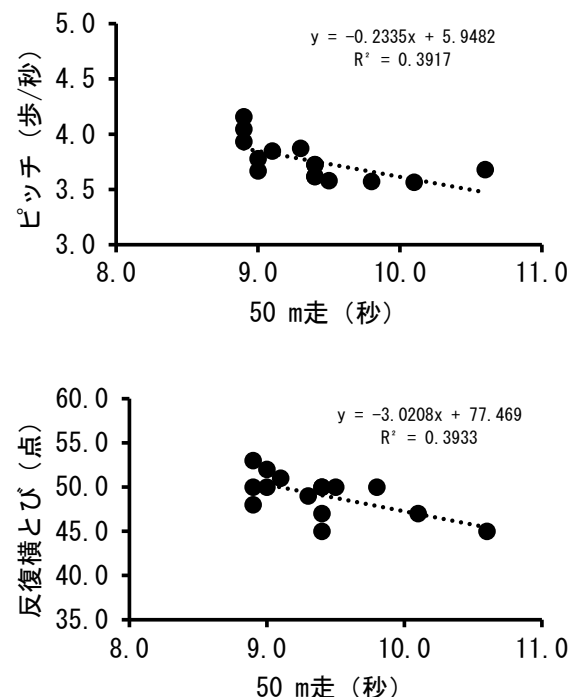 5.0
y = -0.2335x + 5.9482
R² = 0.3917
4.5
4.0
3.5
3.0
ピッチ (歩/秒)
8.0 9.0 10.0 11.0
50 m走 (秒)
60.0
y = -3.0208x + 77.469
R² = 0.3933
55.0
50.0
45.0
40.0
35.0
反復横とび (点)
8.0 9.0 10.0 11.0
50 m走 (秒)